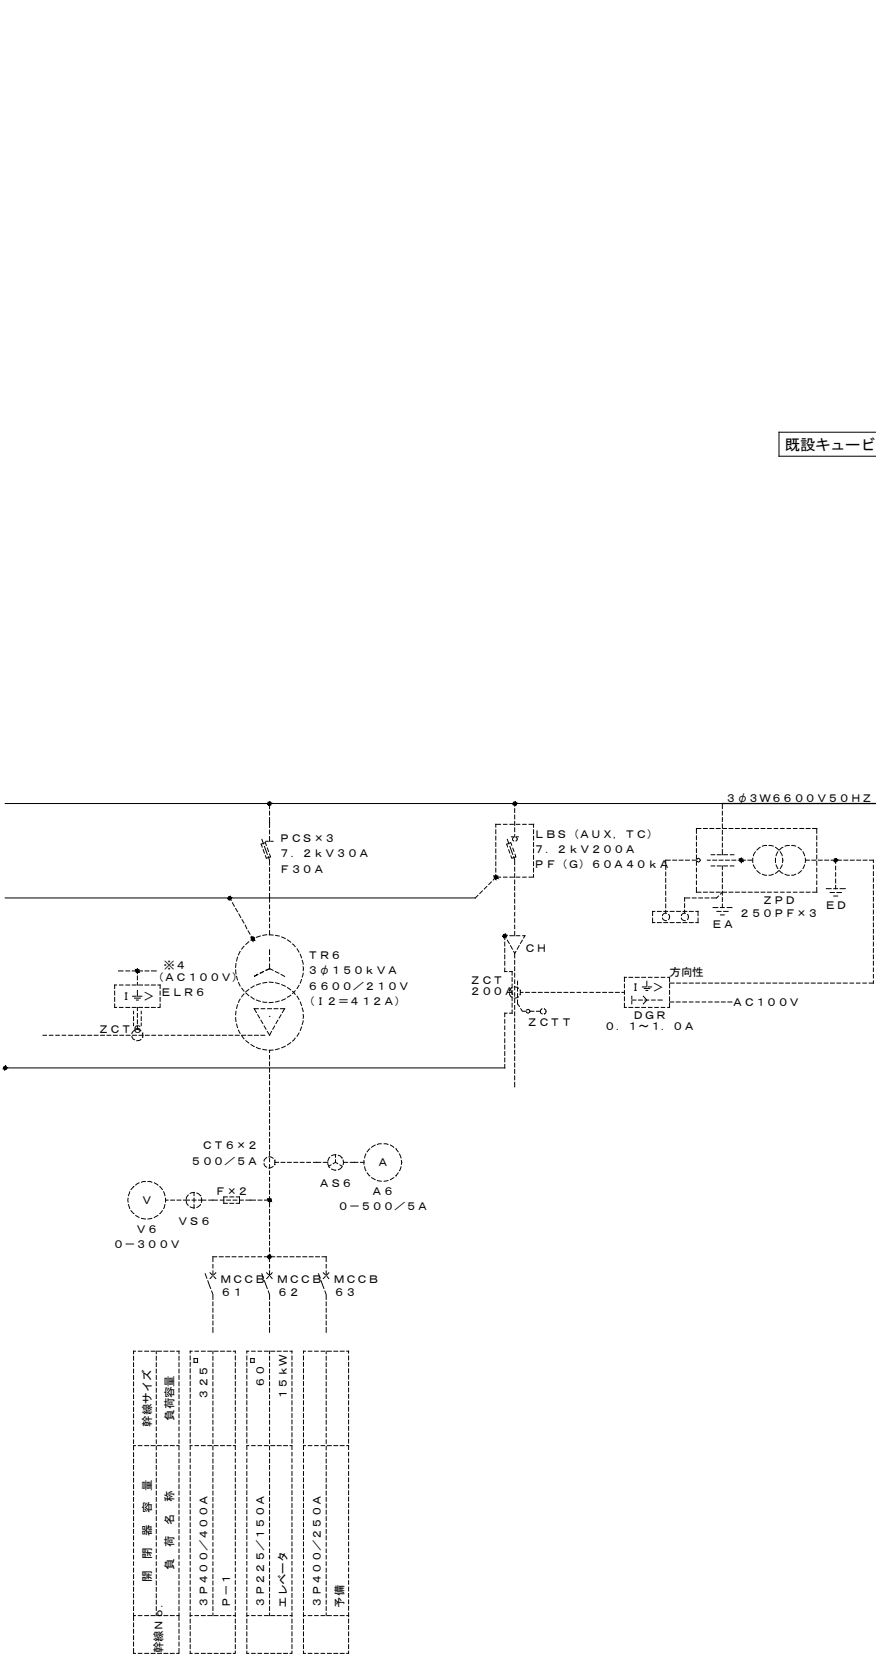 既設キュービ
3φ3W6600V50HZ
PCS×3
7.2kV30A
F30A
LBS(AUX,TC)
7.2kV200A
PF(G)60A40kA
ZPD
250PF×3
EA
ED
TR6
3φ150kVA
6600/210V
(I2=412A)
※4
(AC100V)
I >
ELR6
ZCT6
CH
ZCT
200A
ZCTT
方向性
I >
DGR
0.1~1.0A
AC100V
CT6×2
500/5A
AS6
A
A6
0-500/5A
V
V6
0-300V
VS6
F×2
MCCB
61
MCCB
62
MCCB
63
幹線サイズ
負荷容量
開閉器容量
負荷名称
幹線No.
325□
3P400/400A
P-1
60□
15kW
3P225/150A
エレベータ
3P400/250A
予備